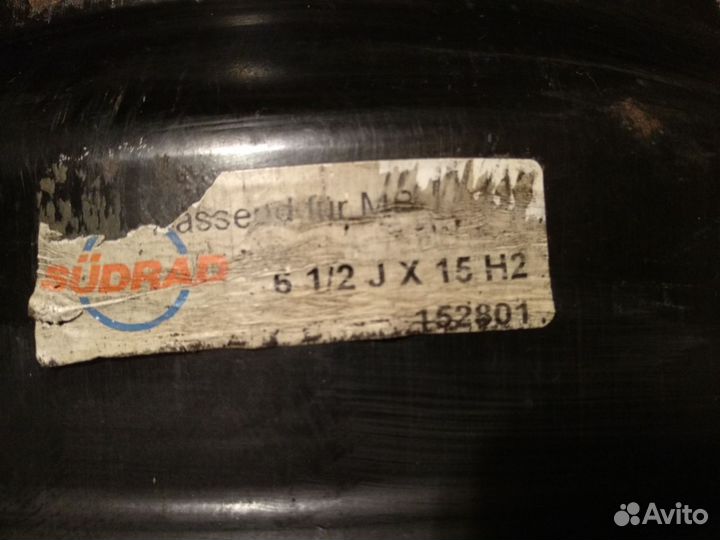 assend für MB
SÜDRAD
5 1/2 J X 15 H2
152801
Avito